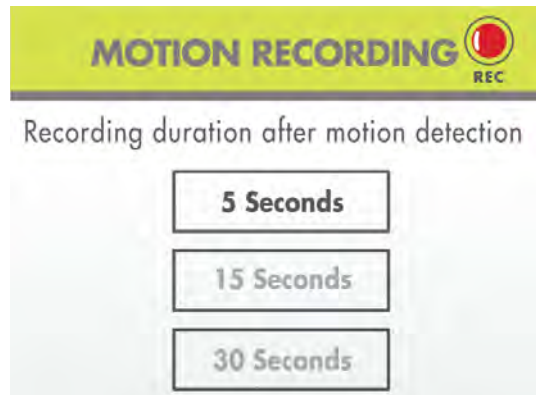 MOTION RECORDING
REC
Recording duration after motion detection
5 Seconds
15 Seconds
30 Seconds